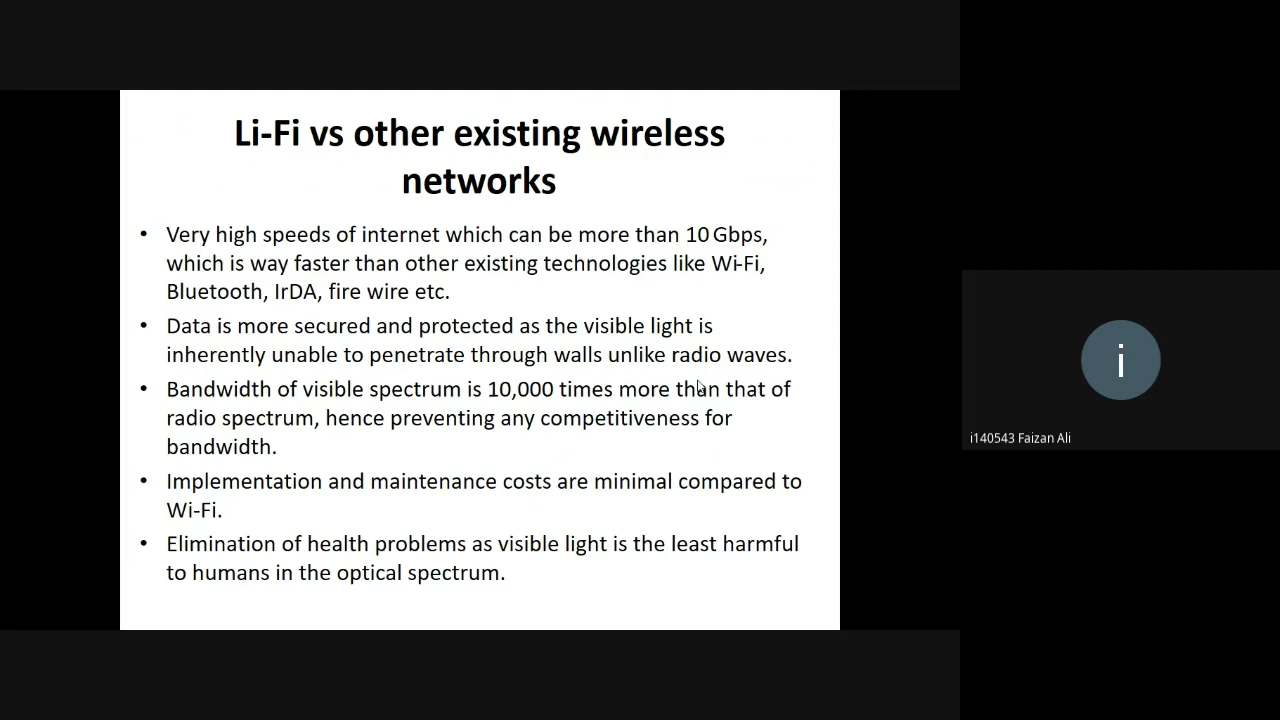 Li-Fi vs other existing wireless
networks
• Very high speeds of internet which can be more than 10 Gbps,
which is way faster than other existing technologies like Wi-Fi,
Bluetooth, IrDA, fire wire etc.
• Data is more secured and protected as the visible light is
inherently unable to penetrate through walls unlike radio waves.
• Bandwidth of visible spectrum is 10,000 times more than that of
radio spectrum, hence preventing any competitiveness for
bandwidth.
• Implementation and maintenance costs are minimal compared to
Wi-Fi.
• Elimination of health problems as visible light is the least harmful
to humans in the optical spectrum.
i
i140543 Faizan Ali